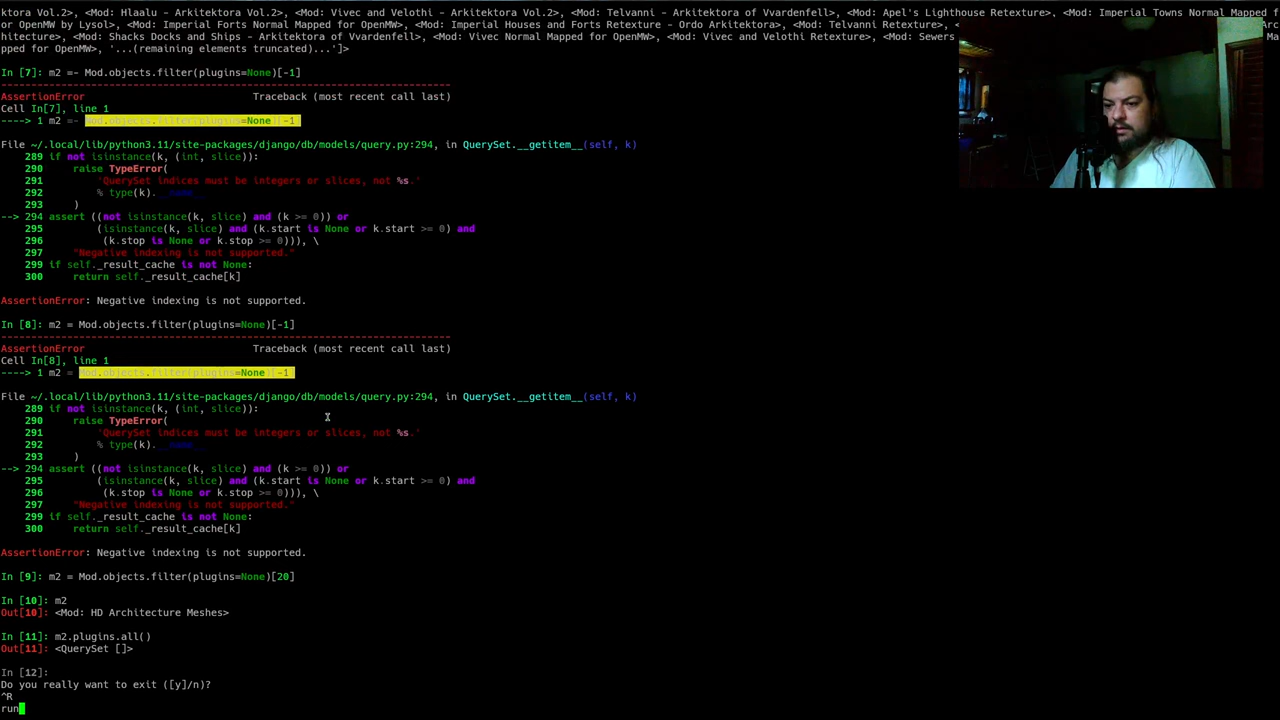 ktora Vol.2>, <Mod: Hlaalu - Arkitektora Vol.2>, <Mod: Vivec and Velothi - Arkitektora Vol.2>, <Mod: Telvanni - Arkitektora of Vvardenfell>, <Mod: Apel's Lighthouse Retexture>, <Mod: Imperial Towns Normal Mapped f
or OpenMW by Lysol>, <Mod: Imperial Forts Normal Mapped for OpenMW>, <Mod: Imperial Houses and Forts Retexture - Ordo Arkitektora>, <Mod: Telvanni Retexture>,
hitecture>, <Mod: Shacks Docks and Ships - Arkitektora of Vvardenfell>, <Mod: Vivec Normal Mapped for OpenMW>, <Mod: Vivec and Velothi Retexture>, <Mod: Sewers
pped for OpenMW>, '...(remaining elements truncated)...']>
In [7]: m2 =- Mod.objects.filter(plugins=None)[-1]
---------------------------------------------------------------------------
AssertionError                            Traceback (most recent call last)
Cell In[7], line 1
----> 1 m2 =- Mod.objects.filter(plugins=None)[-1]
File ~/.local/lib/python3.11/site-packages/django/db/models/query.py:294, in QuerySet.__getitem__(self, k)
289 if not isinstance(k, (int, slice)):
290     raise TypeError(
291         'QuerySet indices must be integers or slices, not %s.'
292         % type(k).__name__
293     )
--> 294 assert ((not isinstance(k, slice) and (k >= 0)) or
295         (isinstance(k, slice) and (k.start is None or k.start >= 0) and
296          (k.stop is None or k.stop >= 0))), \
297     "Negative indexing is not supported."
299 if self._result_cache is not None:
300     return self._result_cache[k]
AssertionError: Negative indexing is not supported.
In [8]: m2 = Mod.objects.filter(plugins=None)[-1]
---------------------------------------------------------------------------
AssertionError                            Traceback (most recent call last)
Cell In[8], line 1
----> 1 m2 = Mod.objects.filter(plugins=None)[-1]
File ~/.local/lib/python3.11/site-packages/django/db/models/query.py:294, in QuerySet.__getitem__(self, k)
289 if not isinstance(k, (int, slice)):
290     raise TypeError(
291         'QuerySet indices must be integers or slices, not %s.'
292         % type(k).__name__
293     )
--> 294 assert ((not isinstance(k, slice) and (k >= 0)) or
295         (isinstance(k, slice) and (k.start is None or k.start >= 0) and
296          (k.stop is None or k.stop >= 0))), \
297     "Negative indexing is not supported."
299 if self._result_cache is not None:
300     return self._result_cache[k]
AssertionError: Negative indexing is not supported.
In [9]: m2 = Mod.objects.filter(plugins=None)[20]
In [10]: m2
Out[10]: <Mod: HD Architecture Meshes>
In [11]: m2.plugins.all()
Out[11]: <QuerySet []>
In [12]:
Do you really want to exit ([y]/n)?
^R
run